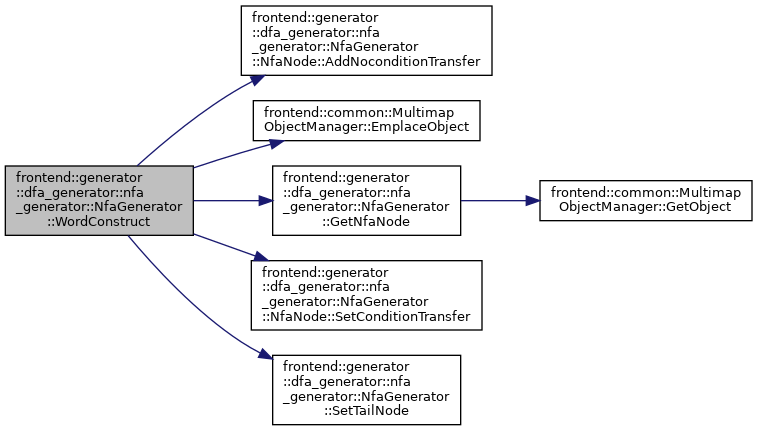 frontend::generator
::dfa_generator::nfa
_generator::NfaGenerator
::WordConstruct
frontend::generator
::dfa_generator::nfa
_generator::NfaGenerator
::NfaNode::AddNoconditionTransfer
frontend::common::Multimap
ObjectManager::EmplaceObject
frontend::generator
::dfa_generator::nfa
_generator::NfaGenerator
::GetNfaNode
frontend::common::Multimap
ObjectManager::GetObject
frontend::generator
::dfa_generator::nfa
_generator::NfaGenerator
::NfaNode::SetConditionTransfer
frontend::generator
::dfa_generator::nfa
_generator::NfaGenerator
::SetTailNode